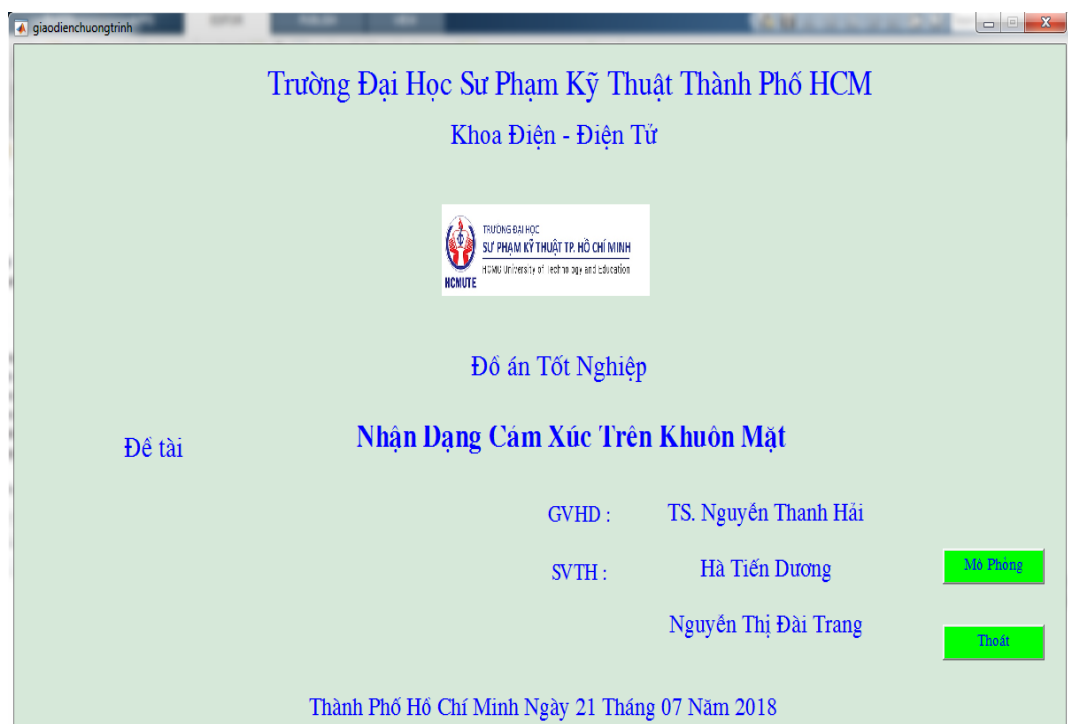 giaodienchuongtrinh
Trường Đại Học Sư Phạm Kỹ Thuật Thành Phố HCM
Khoa Điện - Điện Tử
TRƯỜNG ĐẠI HỌC
SƯ PHẠM KỸ THUẬT TP. HỒ CHÍ MINH
HCMC University of Technology and Education
HCMUTE
Đồ án Tốt Nghiệp
Đề tài
Nhận Dạng Cảm Xúc Trên Khuôn Mặt
GVHD : TS. Nguyễn Thanh Hải
SVTH : Hà Tiến Dương
Mô Phỏng
Nguyễn Thị Đài Trang
Thoát
Thành Phố Hồ Chí Minh Ngày 21 Tháng 07 Năm 2018